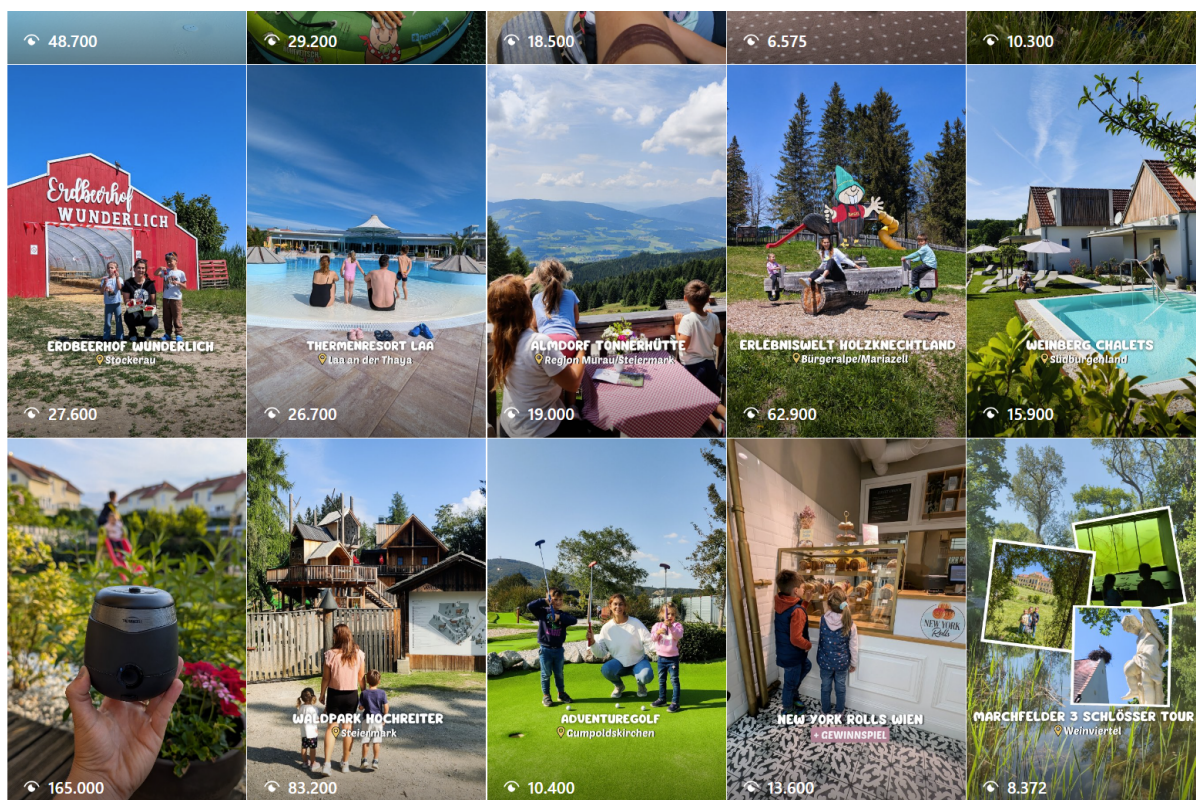 48.700
29.200
18.500
6.575
10.300
Erdbeerhof
WUNDERLICH
ERDBEERHOF WUNDERLICH
Stockerau
27.600
THERMENRESORT LAA
Laa an der Thaya
26.700
ALMDORF TONNERHÜTTE
Region Murau/Steiermark
19.000
ERLEBNISWELT HOLZKNECHTLAND
Bürgeralpe/Mariazell
62.900
WEINBERG CHALETS
Südburgenland
15.900
165.000
WALDPARK HOCHREITER
Steiermark
83.200
ADVENTUREGOLF
Gumpoldskirchen
10.400
NEW YORK
Rolls
NEW YORK ROLLS WIEN
+ GEWINNSPIEL
13.600
MARCHFELDER 3 SCHLÖSSER TOUR
Weinviertel
8.372